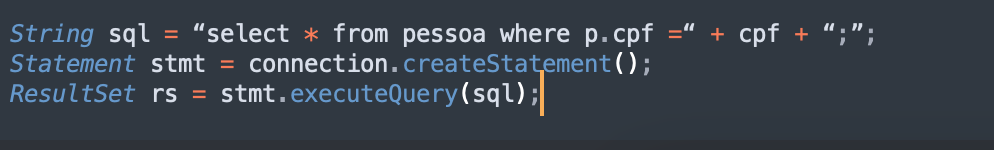 String sql = “select * from pessoa where p.cpf =“ + cpf + “;”;
Statement stmt = connection.createStatement();
ResultSet rs = stmt.executeQuery(sql);